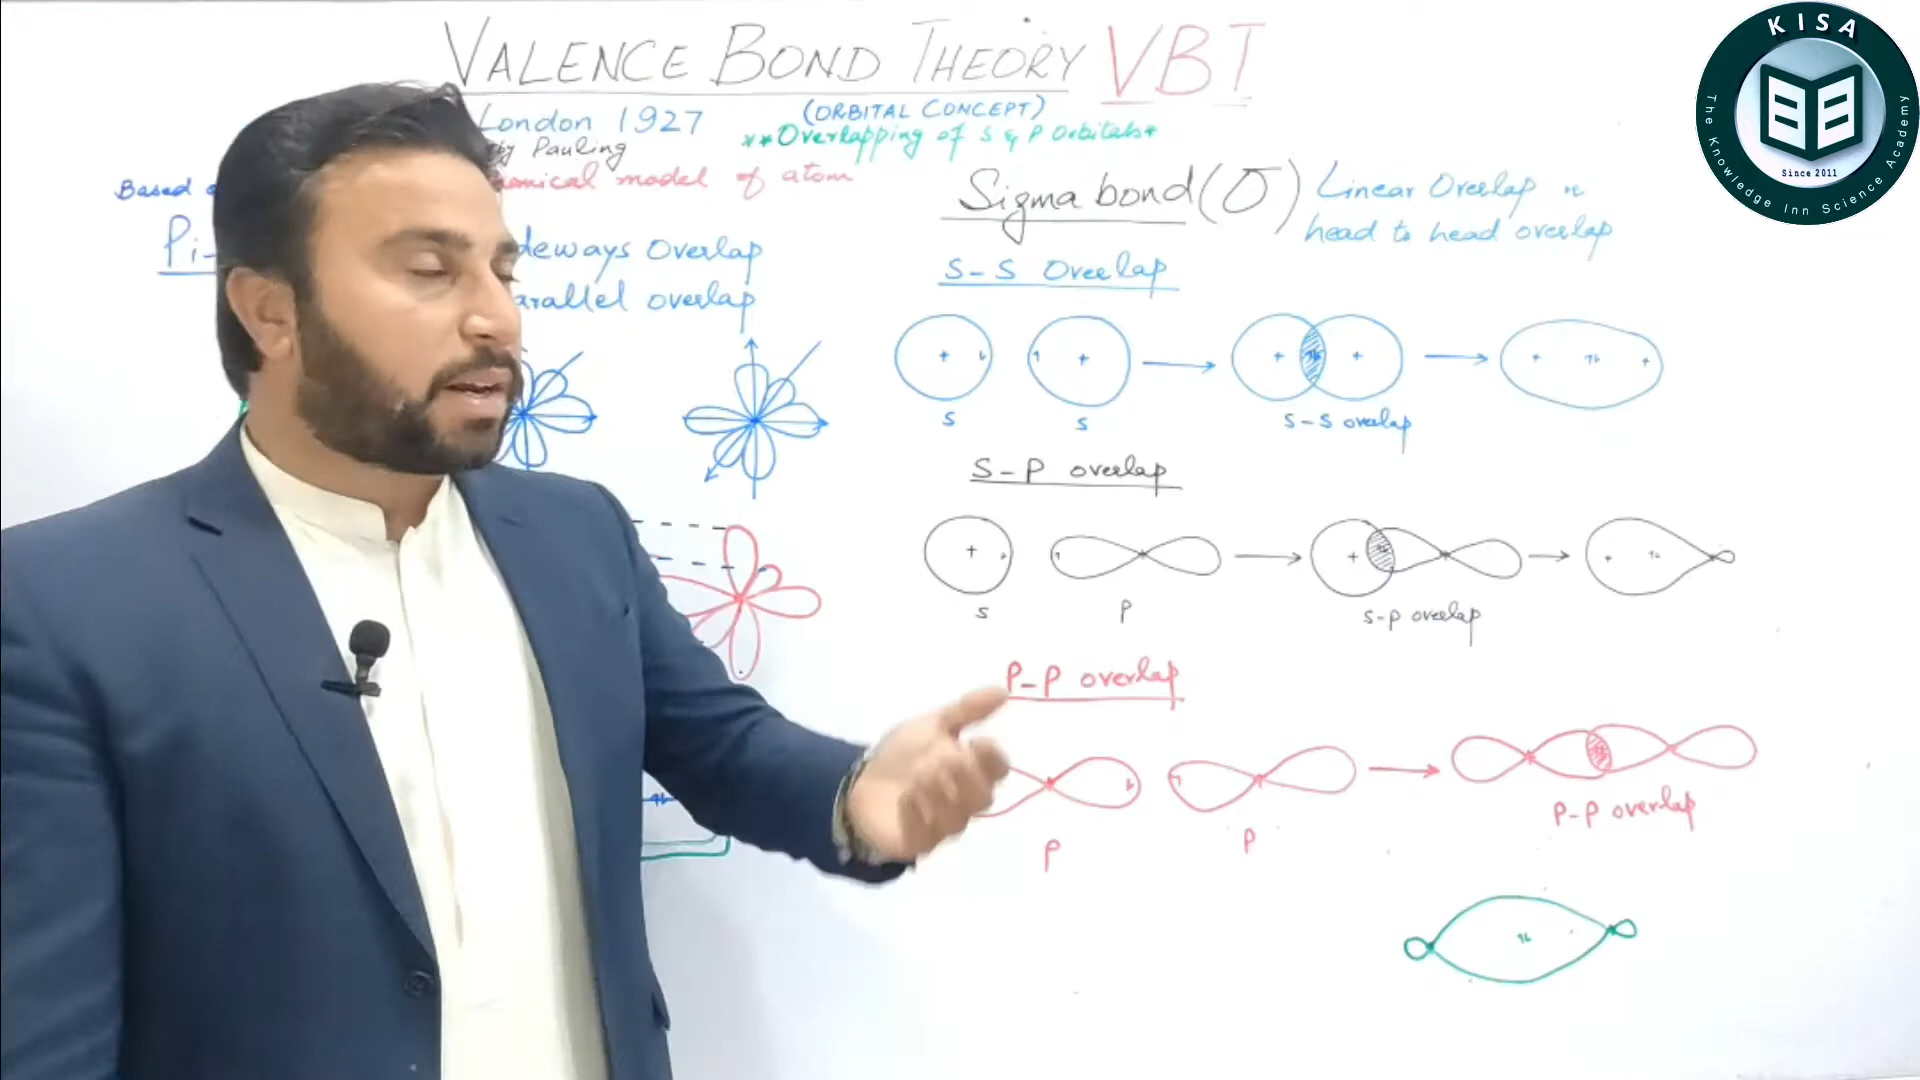 VALENCE BOND THEORY VBT
London 1927 (ORBITAL CONCEPT)
by Pauling **Overlapping of S & P Orbitals*
Based model of atom
Pi- Overlap
overlap
Sigma bond (σ) Linear Overlap
head to head overlap
S-S Overlap
+ + + + + +
S S S-S overlap
S-P overlap
+ +
S P S-P overlap
P-P overlap
P P P-P overlap
KISA
Since 2011
The Knowledge Inn Science Academy